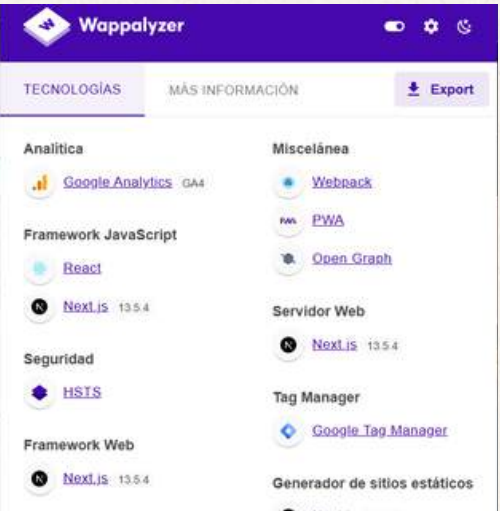 Wappalyzer
TECNOLOGÍAS
MÁS INFORMACIÓN
Export
Analítica
Google Analytics GA4
Framework JavaScript
React
Next.js 13.5.4
Seguridad
HSTS
Framework Web
Next.js 13.5.4
Miscelánea
Webpack
PWA PWA
Open Graph
Servidor Web
Next.js 13.5.4
Tag Manager
Google Tag Manager
Generador de sitios estáticos